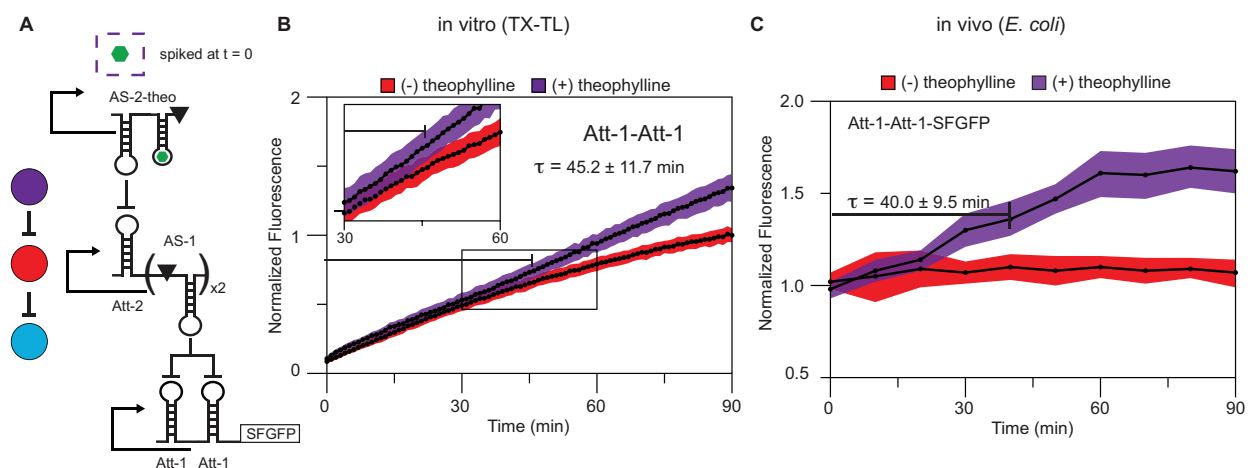 A
spiked at t = 0
AS-2-theo
AS-1
x2
Att-2
SFGFP
Att-1 Att-1
B
in vitro (TX-TL)
(-) theophylline (+) theophylline
Att-1-Att-1
τ = 45.2 ± 11.7 min
30 60
Normalized Fluorescence
2
1
0
0 30 60 90
Time (min)
C
in vivo (E. coli)
(-) theophylline (+) theophylline
Att-1-Att-1-SFGFP
τ = 40.0 ± 9.5 min
Normalized Fluorescence
2.0
1.5
1.0
0.5
0 30 60 90
Time (min)